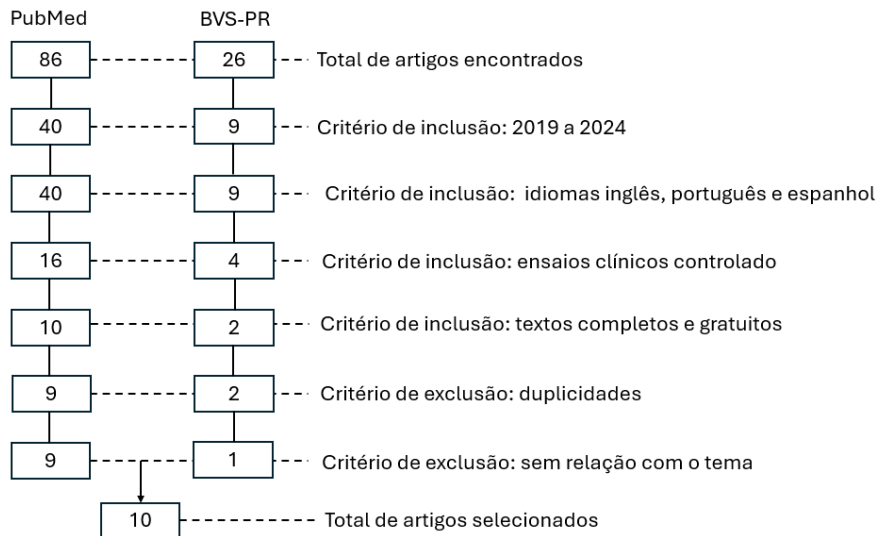 PubMed BVS-PR
86 26 Total de artigos encontrados
40 9 Critério de inclusão: 2019 a 2024
40 9 Critério de inclusão: idiomas inglês, português e espanhol
16 4 Critério de inclusão: ensaios clínicos controlado
10 2 Critério de inclusão: textos completos e gratuitos
9 2 Critério de exclusão: duplicidades
9 1 Critério de exclusão: sem relação com o tema
10 Total de artigos selecionados